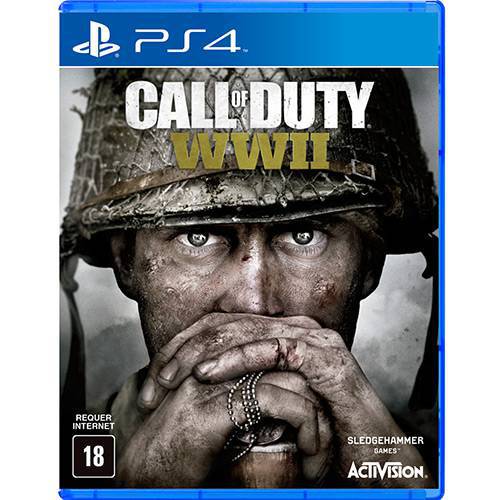 PS4
CALL OF DUTY
WWII
REQUER
INTERNET
18
SLEDGEHAMMER
GAMES
ACTIVISION